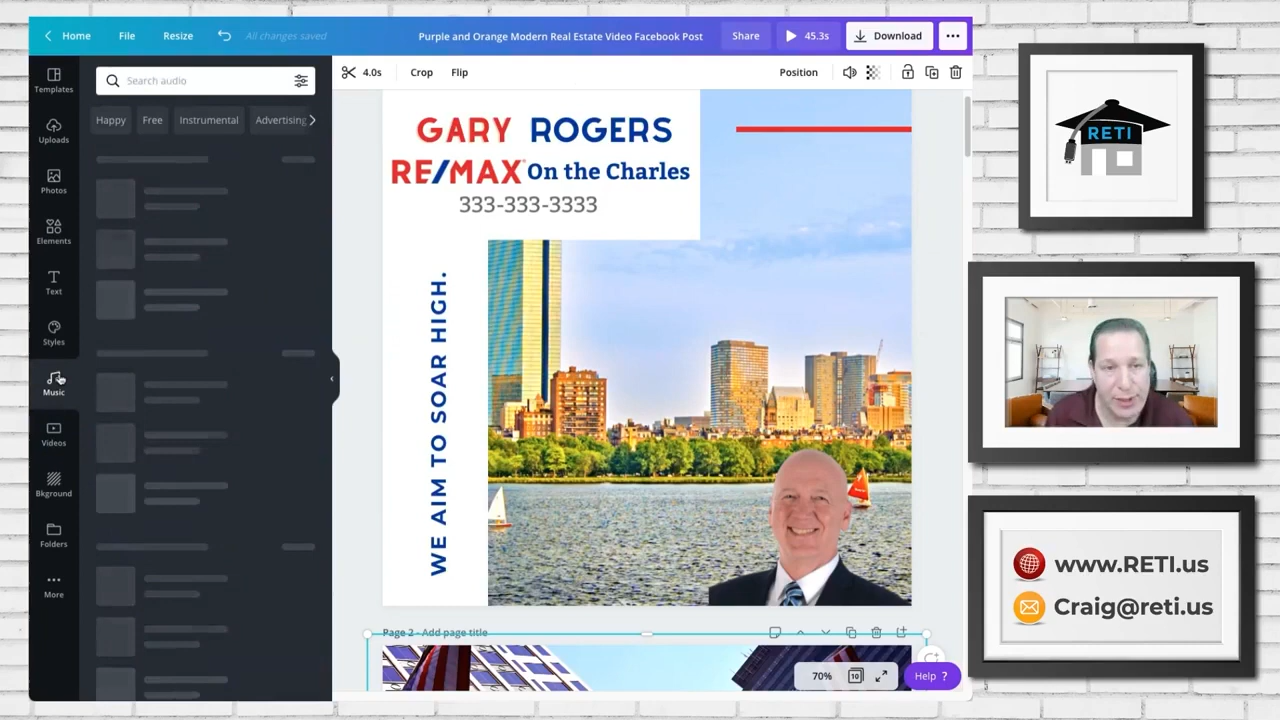 Home
File
Resize
All changes saved
Purple and Orange Modern Real Estate Video Facebook Post
Share
45.3s
Download
Templates
Uploads
Photos
Elements
Text
Styles
Music
Videos
Bkground
Folders
More
Search audio
Happy
Free
Instrumental
Advertising
4.0s
Crop
Flip
Position
GARY ROGERS
RE/MAX On the Charles
333-333-3333
WE AIM TO SOAR HIGH.
Page 2 - Add page title
70%
10
Help ?
RETI
www.RETI.us
Craig@reti.us